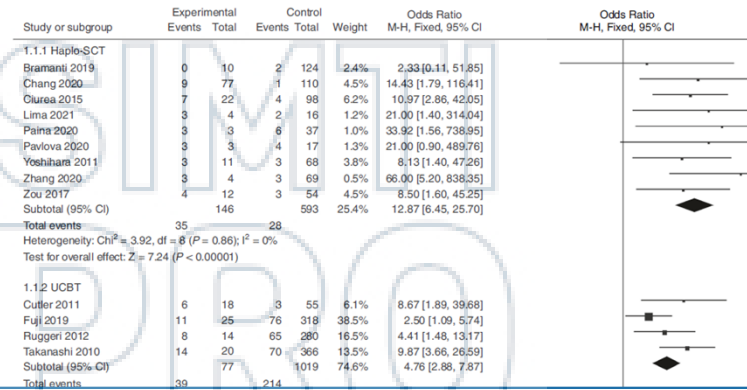 Experimental Control Odds Ratio Odds Ratio
Study or subgroup Events Total Events Total Weight M-H, Fixed, 95% CI M-H, Fixed, 95% CI
1.1.1 Haplo-SCT
Bramanti 2019 0 10 2 124 2.4% 2.33 [0.11, 51.85]
Chang 2020 9 77 1 110 4.5% 14.43 [1.79, 116.41]
Ciurea 2015 7 22 4 98 6.1% 10.97 [2.86, 42.05]
Lima 2021 3 4 2 16 1.0% 21.00 [1.40, 314.04]
Paina 2020 3 3 6 37 1.0% 33.92 [1.56, 738.95]
Pavlova 2020 3 3 4 17 1.0% 21.00 [0.90, 489.76]
Yoshihara 2011 3 11 3 68 1.8% 8.13 [1.40, 47.26]
Zhang 2020 3 4 3 69 0.5% 66.00 [5.20, 838.35]
Zou 2017 4 12 3 54 4.5% 8.50 [1.60, 45.25]
Subtotal (95% CI) 146 593 25.4% 12.87 [6.45, 25.70]
Total events 35 28
Heterogeneity: Chi² = 3.92, df = 8 (P = 0.86); I² = 0%
Test for overall effect: Z = 7.24 (P < 0.00001)
1.1.2 UCBT
Cutler 2011 6 18 3 55 6.1% 8.67 [1.89, 39.68]
Fuji 2019 11 25 76 318 38.5% 2.50 [1.09, 5.74]
Ruggeri 2012 8 14 65 280 16.5% 4.41 [1.48, 13.17]
Takanashi 2010 14 20 70 366 13.5% 9.87 [3.66, 26.59]
Subtotal (95% CI) 77 1019 74.6% 4.76 [2.88, 7.87]
Total events 39 214
SIMTI
PRO